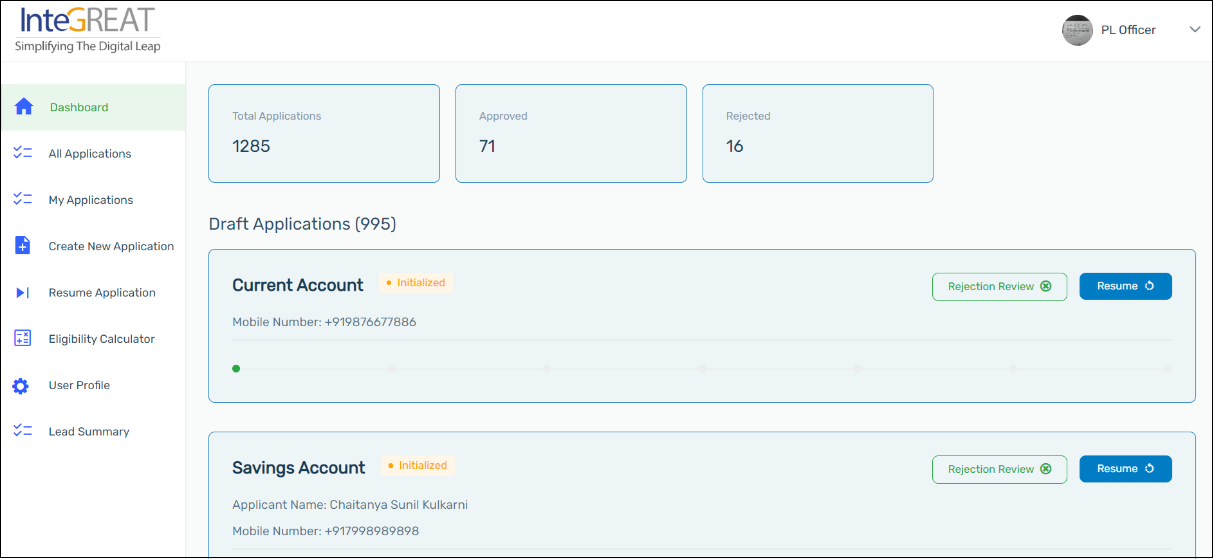 InteGREAT
Simplifying The Digital Leap
PL Officer
Dashboard
All Applications
My Applications
Create New Application
Resume Application
Eligibility Calculator
User Profile
Lead Summary
Total Applications
1285
Approved
71
Rejected
16
Draft Applications (995)
Current Account
Initialized
Rejection Review
Resume
Mobile Number: +919876677886
Savings Account
Initialized
Rejection Review
Resume
Applicant Name: Chaitanya Sunil Kulkarni
Mobile Number: +917998989898